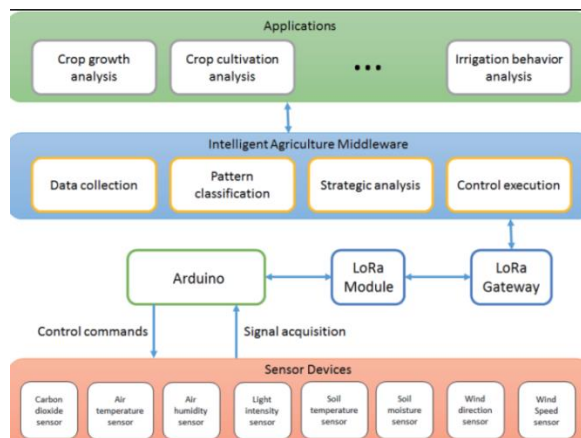 Applications
Crop growth
analysis
Crop cultivation
analysis
•••
Irrigation behavior
analysis
Intelligent Agriculture Middleware
Data collection
Pattern
classification
Strategic analysis
Control execution
Arduino
LoRa
Module
LoRa
Gateway
Control commands
Signal acquisition
Sensor Devices
Carbon
dioxide
sensor
Air
temperature
sensor
Air
humidity
sensor
Light
intensity
sensor
Soil
temperature
sensor
Soil
moisture
sensor
Wind
direction
sensor
Wind
Speed
sensor